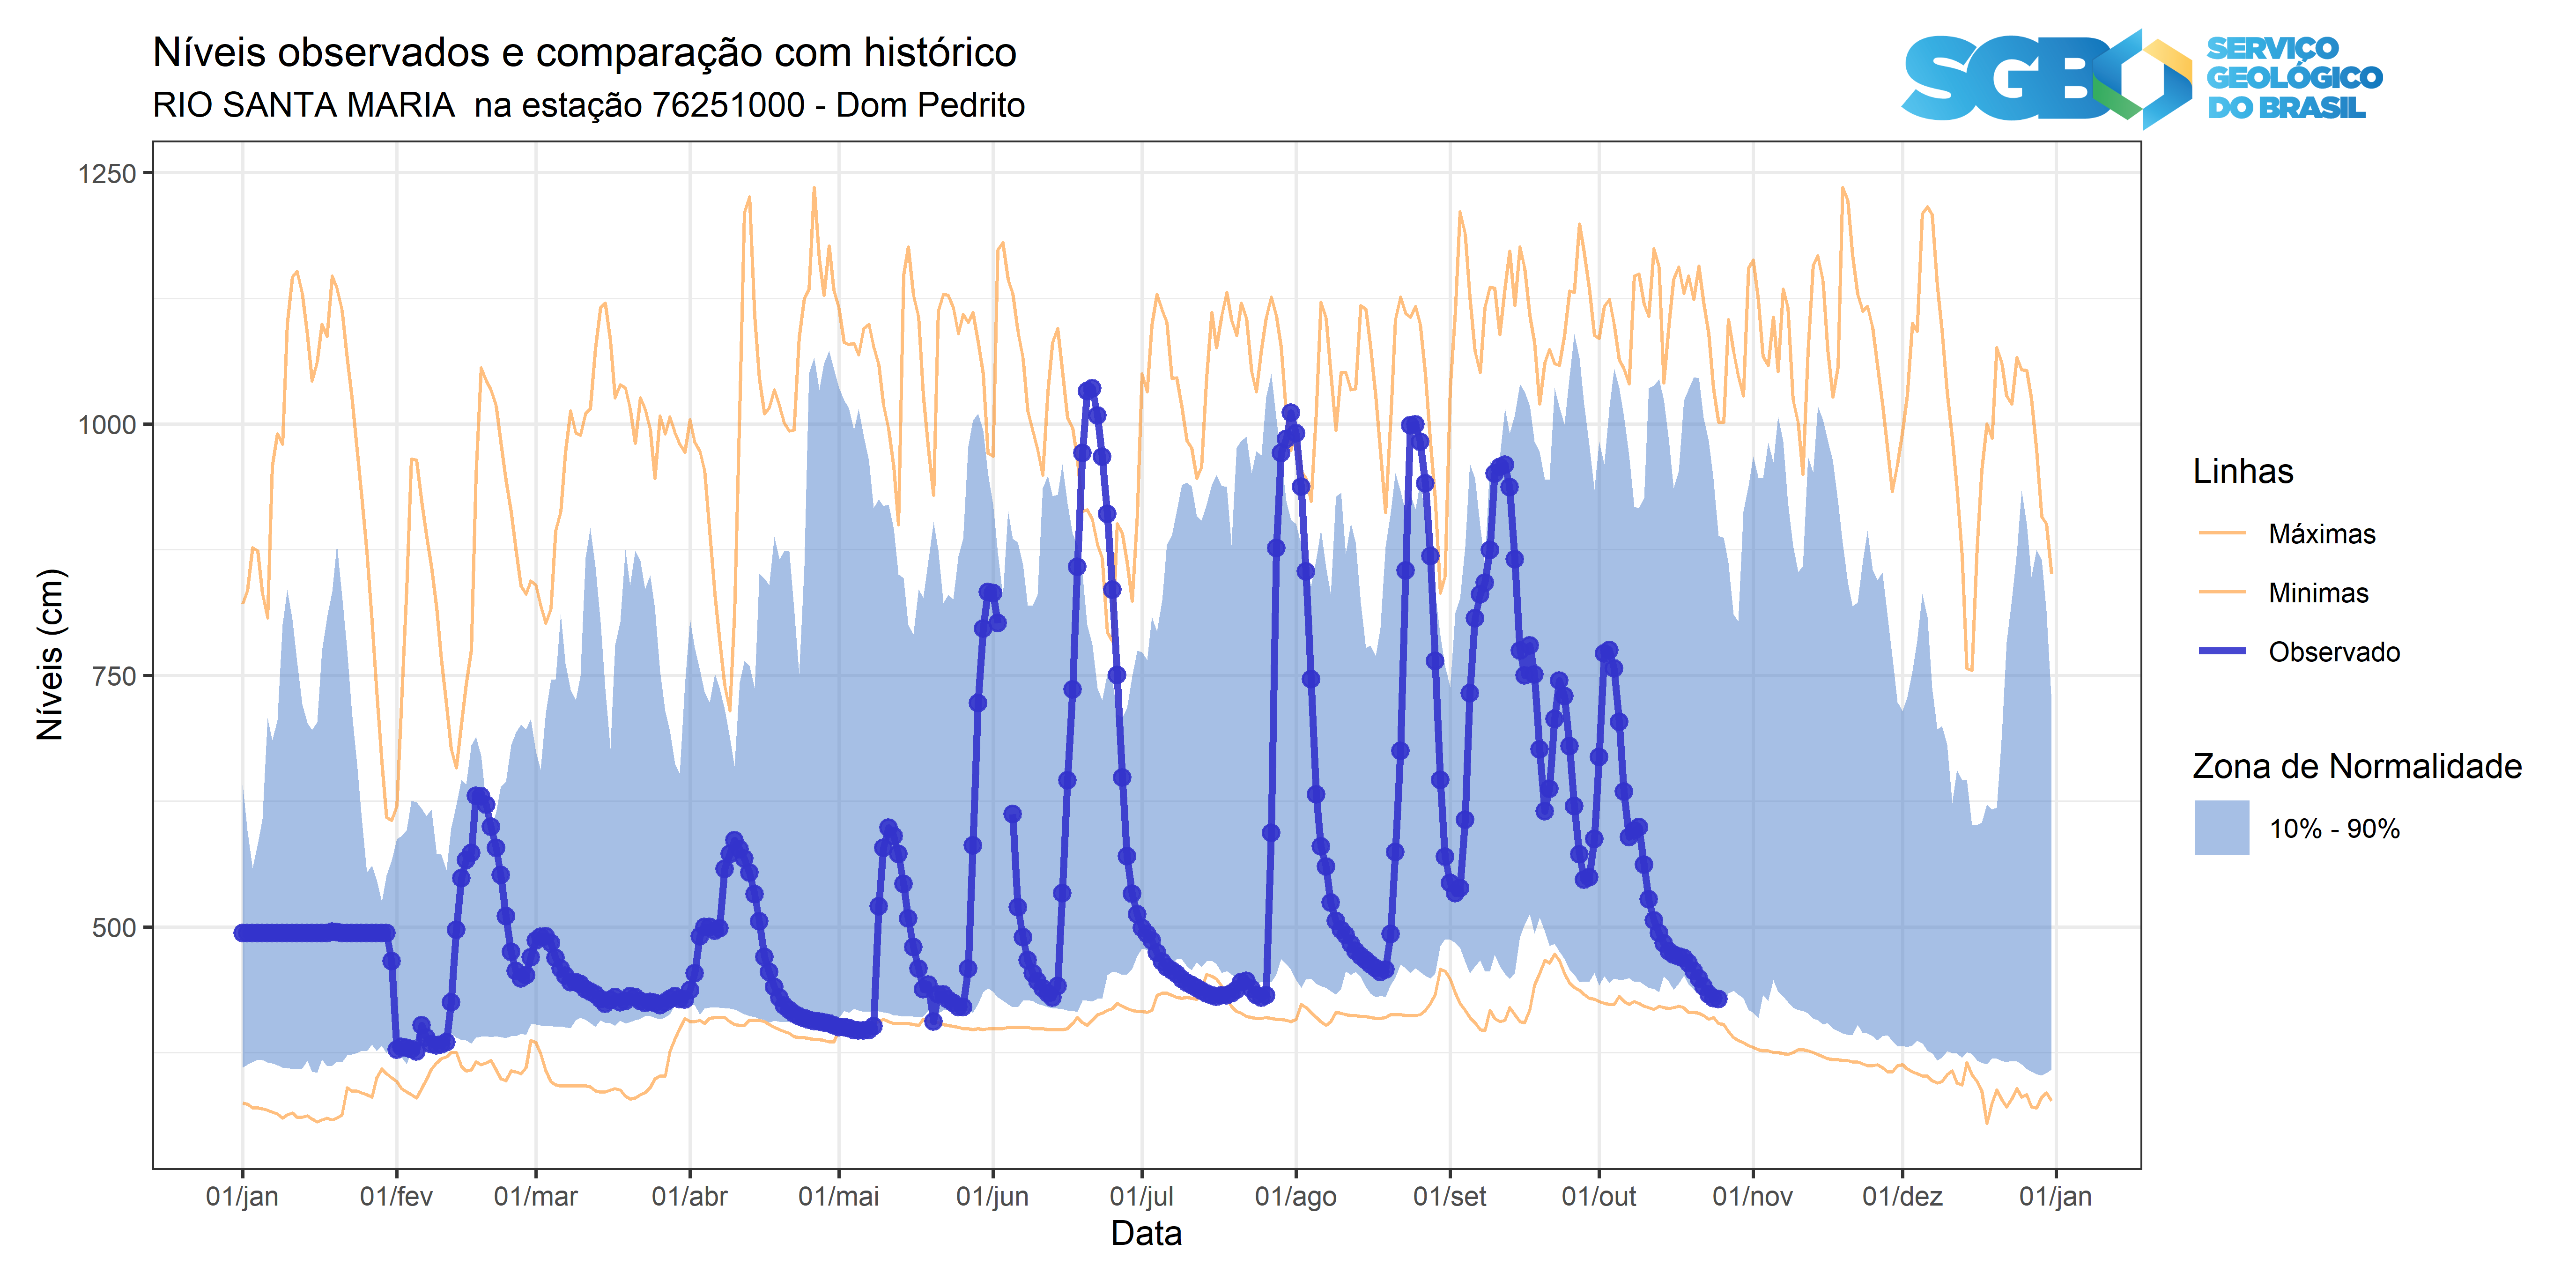 Níveis observados e comparação com histórico
RIO SANTA MARIA  na estação 76251000 - Dom Pedrito
SGB
SERVIÇO
GEOLÓGICO
DO BRASIL
1250
1000
750
500
Níveis (cm)
01/jan
01/fev
01/mar
01/abr
01/mai
01/jun
01/jul
01/ago
01/set
01/out
01/nov
01/dez
01/jan
Data
Linhas
Máximas
Minimas
Observado
Zona de Normalidade
10% - 90%